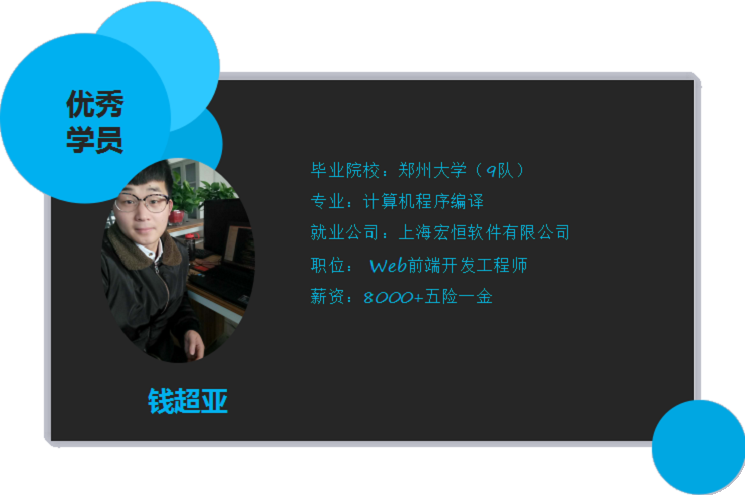 优秀
学员
毕业院校：郑州大学（9队）
专业：计算机程序编译
就业公司：上海宏恒软件有限公司
职位： Web前端开发工程师
薪资：8000+五险一金
钱超亚